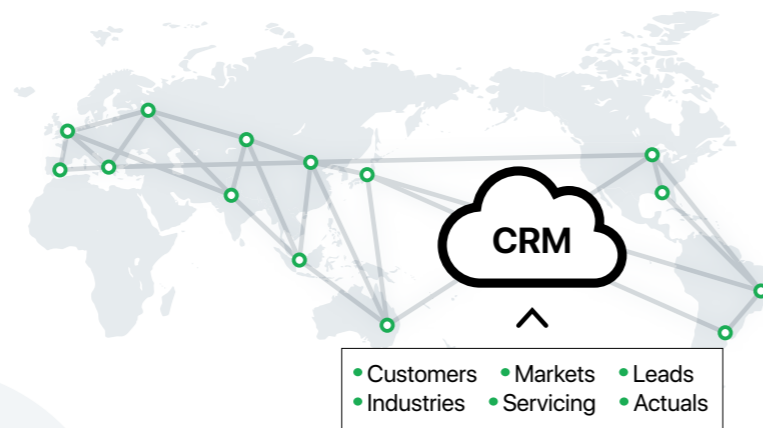 CRM
• Customers • Markets • Leads
• Industries • Servicing • Actuals